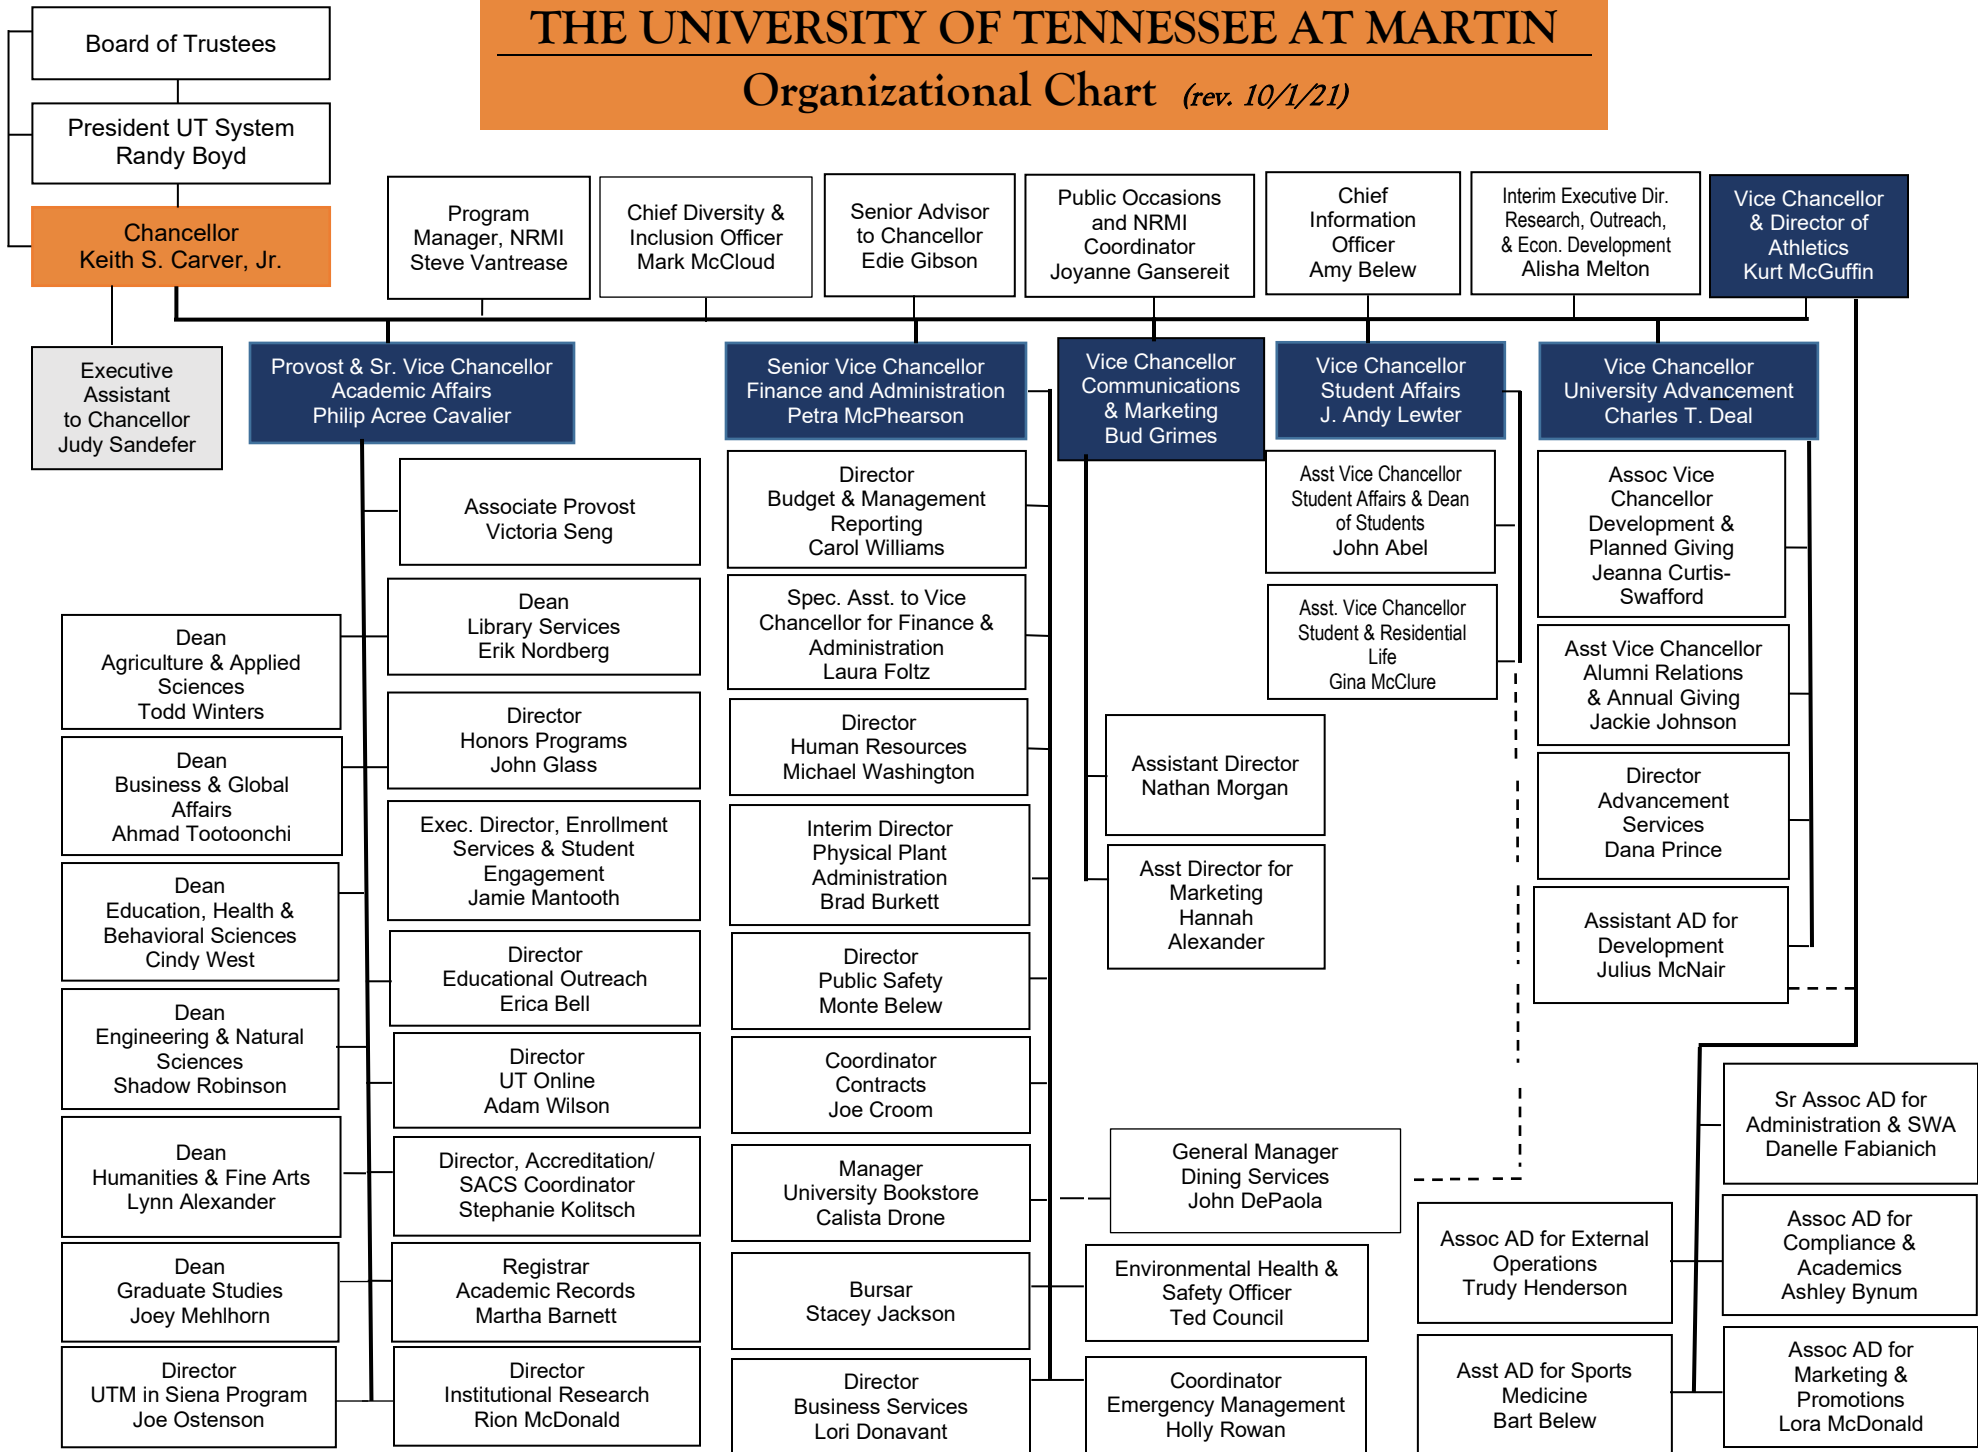 THE UNIVERSITY OF TENNESSEE AT MARTIN
Organizational Chart (rev. 10/1/21)
Board of Trustees
President UT System
Randy Boyd
Chancellor
Keith S. Carver, Jr.
Program
Manager, NRMI
Steve Vantrease
Chief Diversity &
Inclusion Officer
Mark McCloud
Senior Advisor
to Chancellor
Edie Gibson
Public Occasions
and NRMI
Coordinator
Joyanne Gansereit
Chief
Information
Officer
Amy Belew
Interim Executive Dir.
Research, Outreach,
& Econ. Development
Alisha Melton
Vice Chancellor
& Director of
Athletics
Kurt McGuffin
Executive
Assistant
to Chancellor
Judy Sandefer
Provost & Sr. Vice Chancellor
Academic Affairs
Philip Acree Cavalier
Senior Vice Chancellor
Finance and Administration
Petra McPhearson
Vice Chancellor
Communications
& Marketing
Bud Grimes
Vice Chancellor
Student Affairs
J. Andy Lewter
Vice Chancellor
University Advancement
Charles T. Deal
Dean
Agriculture & Applied
Sciences
Todd Winters
Dean
Business & Global
Affairs
Ahmad Tootoonchi
Dean
Education, Health &
Behavioral Sciences
Cindy West
Dean
Engineering & Natural
Sciences
Shadow Robinson
Dean
Humanities & Fine Arts
Lynn Alexander
Dean
Graduate Studies
Joey Mehlhorn
Director
UTM in Siena Program
Joe Ostenson
Associate Provost
Victoria Seng
Dean
Library Services
Erik Nordberg
Director
Honors Programs
John Glass
Exec. Director, Enrollment
Services & Student
Engagement
Jamie Mantooth
Director
Educational Outreach
Erica Bell
Director
UT Online
Adam Wilson
Director, Accreditation/
SACS Coordinator
Stephanie Kolitsch
Registrar
Academic Records
Martha Barnett
Director
Institutional Research
Rion McDonald
Director
Budget & Management
Reporting
Carol Williams
Spec. Asst. to Vice
Chancellor for Finance &
Administration
Laura Foltz
Director
Human Resources
Michael Washington
Interim Director
Physical Plant
Administration
Brad Burkett
Director
Public Safety
Monte Belew
Coordinator
Contracts
Joe Croom
Manager
University Bookstore
Calista Drone
Bursar
Stacey Jackson
Director
Business Services
Lori Donavant
Assistant Director
Nathan Morgan
Asst Director for
Marketing
Hannah
Alexander
General Manager
Dining Services
John DePaola
Environmental Health &
Safety Officer
Ted Council
Coordinator
Emergency Management
Holly Rowan
Asst Vice Chancellor
Student Affairs & Dean
of Students
John Abel
Asst. Vice Chancellor
Student & Residential
Life
Gina McClure
Assoc Vice
Chancellor
Development &
Planned Giving
Jeanna Curtis-
Swafford
Asst Vice Chancellor
Alumni Relations
& Annual Giving
Jackie Johnson
Director
Advancement
Services
Dana Prince
Assistant AD for
Development
Julius McNair
Sr Assoc AD for
Administration & SWA
Danelle Fabianich
Assoc AD for External
Operations
Trudy Henderson
Assoc AD for
Compliance &
Academics
Ashley Bynum
Asst AD for Sports
Medicine
Bart Belew
Assoc AD for
Marketing &
Promotions
Lora McDonald